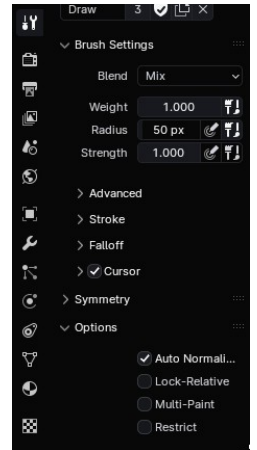 Draw 3
Brush Settings
Blend Mix
Weight 1.000
Radius 50 px
Strength 1.000
Advanced
Stroke
Falloff
Cursor
Symmetry
Options
Auto Normali...
Lock-Relative
Multi-Paint
Restrict